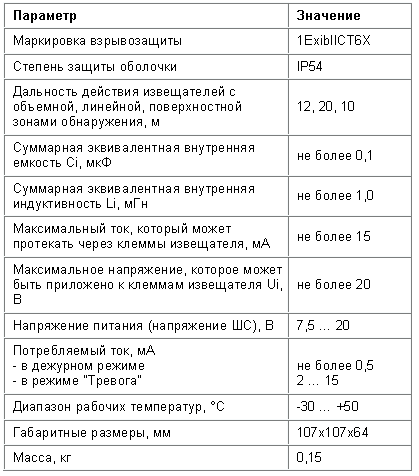 Параметр Значение
Маркировка взрывозащиты 1ExibIICT6X
Степень защиты оболочки IP54
Дальность действия извещателей с
объемной, линейной, поверхностной
зонами обнаружения, м
12, 20, 10
Суммарная эквивалентная внутренняя
емкость Ci, мкФ
не более 0,1
Суммарная эквивалентная внутренняя
индуктивность Li, мГн
не более 1,0
Максимальный ток, который может
протекать через клеммы извещателя, мА
не более 15
Максимальное напряжение, которое может
быть приложено к клеммам извещателя Ui,
В
не более 20
Напряжение питания (напряжение ШС), В 7,5 ... 20
Потребляемый ток, мА
- в дежурном режиме не более 0,5
- в режиме "Тревога" 2 ... 15
Диапазон рабочих температур, °С -30 ... +50
Габаритные размеры, мм 107х107х64
Масса, кг 0,15